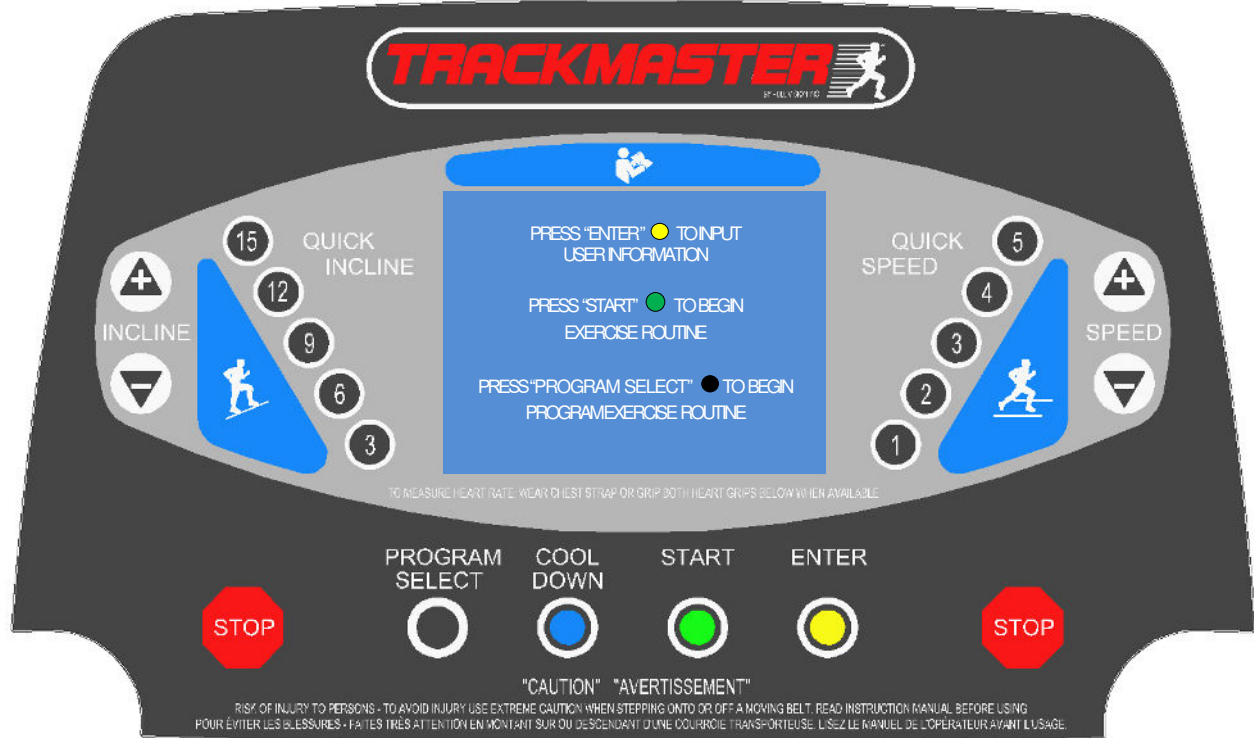 TRACKMASTER
15
QUICK
INCLINE
12
9
6
3
INCLINE
PRESS "ENTER" TO INPUT
USER INFORMATION
PRESS "START" TO BEGIN
EXERCISE ROUTINE
PRESS "PROGRAM SELECT" TO BEGIN
PROGRAM EXERCISE ROUTINE
QUICK
SPEED
5
4
3
2
1
SPEED
TO MEASURE HEART RATE: WEAR CHEST STRAP OR GRIP BOTH HEART GRIPS BELOW WHEN AVAILABLE
PROGRAM
SELECT
COOL
DOWN
START
ENTER
STOP
STOP
"CAUTION" "AVERTISSEMENT"
RISK OF INJURY TO PERSONS - TO AVOID INJURY USE EXTREME CAUTION WHEN STEPPING ONTO OR OFF A MOVING BELT. READ INSTRUCTION MANUAL BEFORE USING
POUR ÉVITER LES BLESSURES - FAITES TRÈS ATTENTION EN MONTANT SUR OU DESCENDANT D'UNE COURROIE TRANSPORTEUSE. LISEZ LE MANUEL DE L'OPÉRATEUR AVANT L'USAGE.